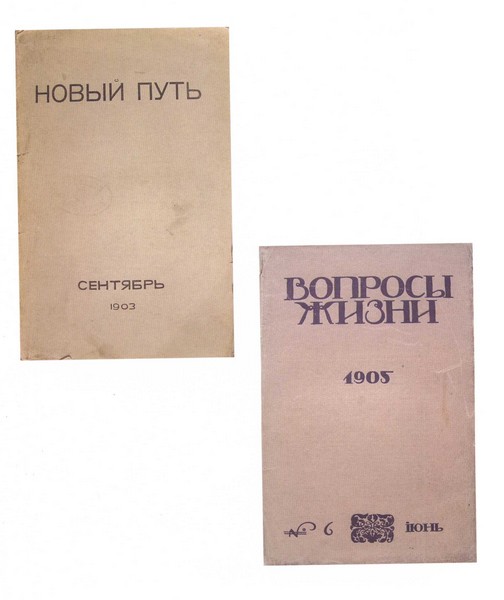 НОВЫЙ ПУТЬ
СЕНТЯБРЬ
1903
ВОПРОСЫ
ЖИЗНИ
1905
№ 6 ІЮНЬ